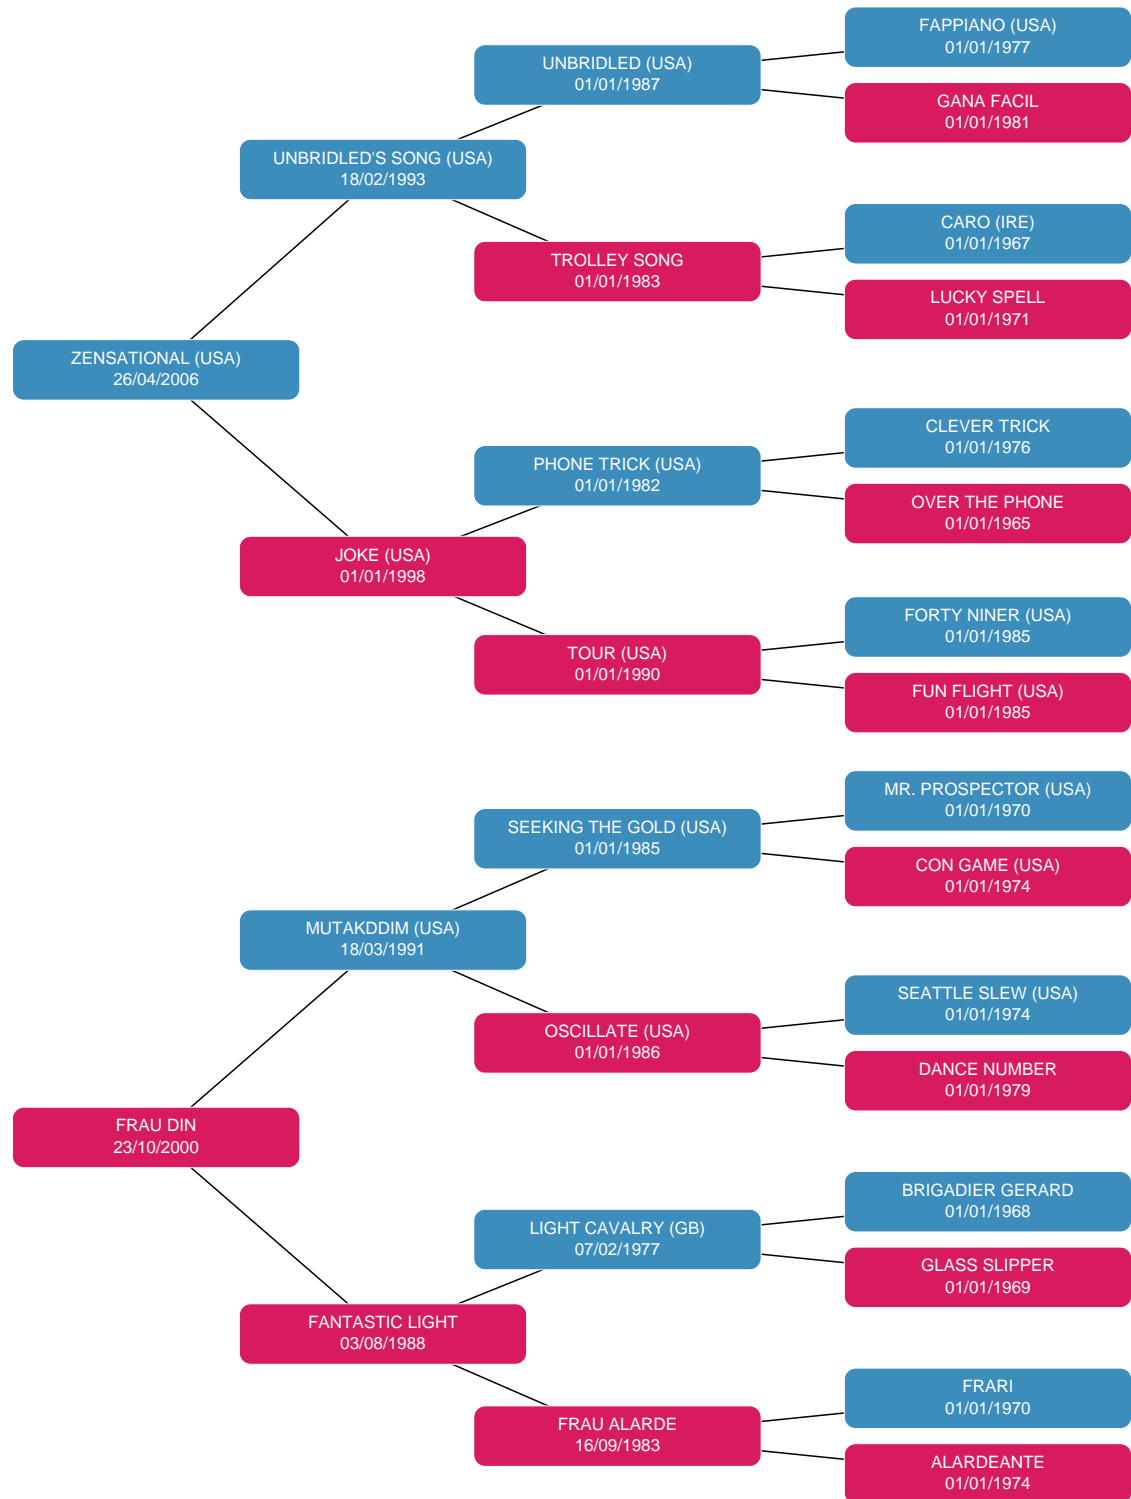 FAPPIANO (USA)
01/01/1977
UNBRIDLED (USA)
01/01/1987
GANA FACIL
01/01/1981
UNBRIDLED'S SONG (USA)
18/02/1993
CARO (IRE)
01/01/1967
TROLLEY SONG
01/01/1983
LUCKY SPELL
01/01/1971
ZENSATIONAL (USA)
26/04/2006
CLEVER TRICK
01/01/1976
PHONE TRICK (USA)
01/01/1982
OVER THE PHONE
01/01/1965
JOKE (USA)
01/01/1998
FORTY NINER (USA)
01/01/1985
TOUR (USA)
01/01/1990
FUN FLIGHT (USA)
01/01/1985
MR. PROSPECTOR (USA)
01/01/1970
SEEKING THE GOLD (USA)
01/01/1985
CON GAME (USA)
01/01/1974
MUTAKDDIM (USA)
18/03/1991
SEATTLE SLEW (USA)
01/01/1974
OSCILLATE (USA)
01/01/1986
DANCE NUMBER
01/01/1979
FRAU DIN
23/10/2000
BRIGADIER GERARD
01/01/1968
LIGHT CAVALRY (GB)
07/02/1977
GLASS SLIPPER
01/01/1969
FANTASTIC LIGHT
03/08/1988
FRARI
01/01/1970
FRAU ALARDE
16/09/1983
ALARDEANTE
01/01/1974